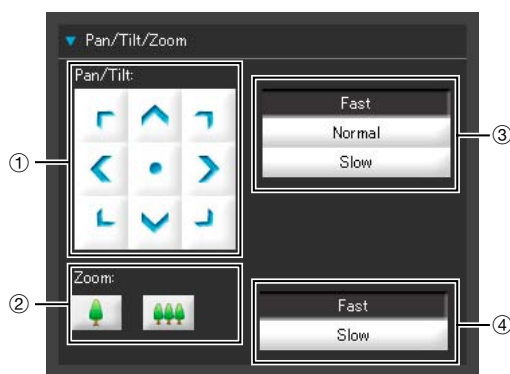 Pan/Tilt/Zoom
Pan/Tilt:
Fast
Normal
Slow
①
③
Zoom:
Fast
Slow
②
④